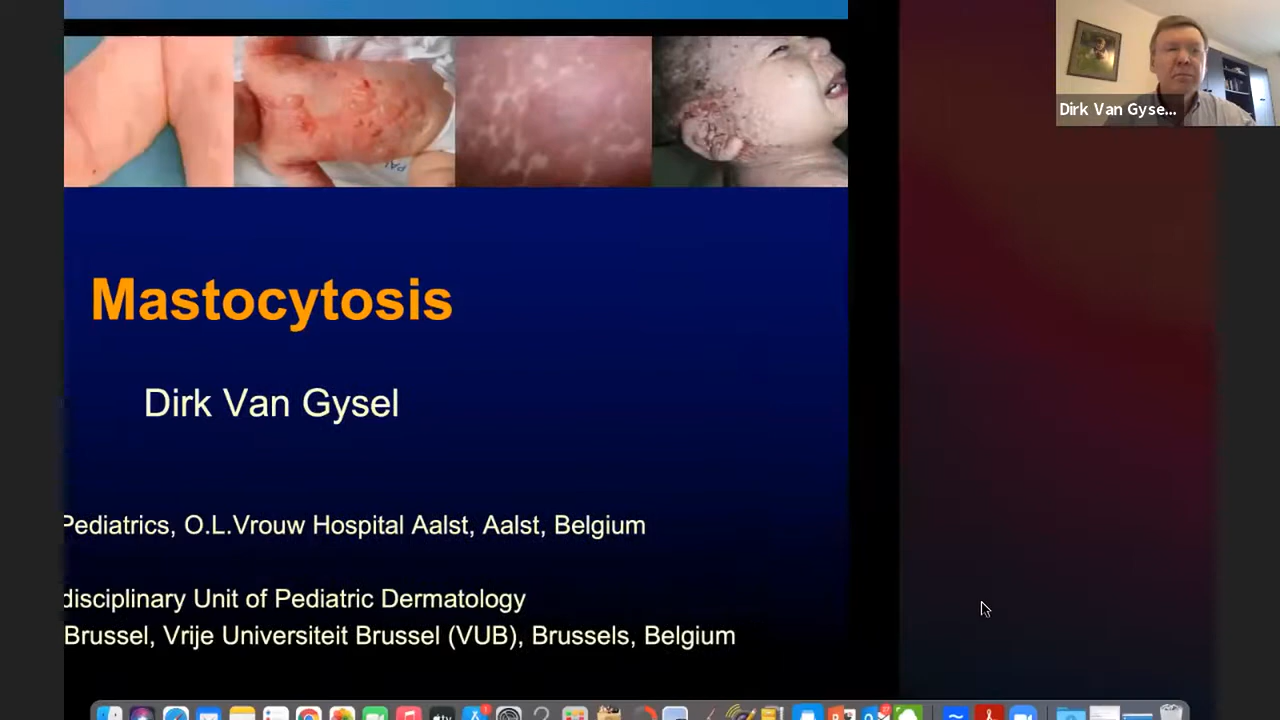 Dirk Van Gyse...
Mastocytosis
Dirk Van Gysel
Pediatrics, O.L.Vrouw Hospital Aalst, Aalst, Belgium
disciplinary Unit of Pediatric Dermatology
Brussel, Vrije Universiteit Brussel (VUB), Brussels, Belgium